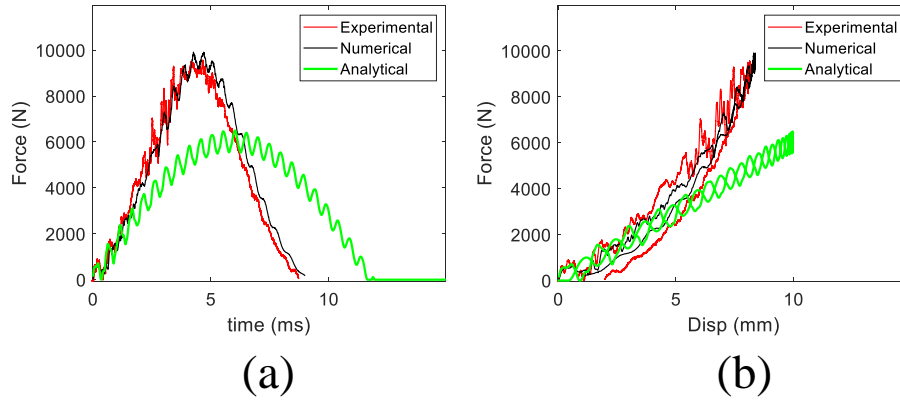 Experimental
Numerical
Analytical
10000
8000
6000
4000
2000
0
Force (N)
0
5
10
time (ms)
(a)
Experimental
Numerical
Analytical
10000
8000
6000
4000
2000
0
Force (N)
0
5
10
Disp (mm)
(b)